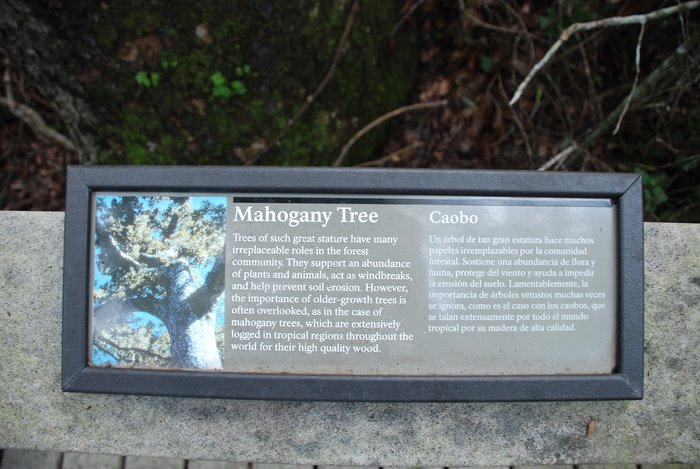 Mahogany Tree
Trees of such great stature have many
irreplaceable roles in the forest
community. They support an abundance
of plants and animals, act as windbreaks,
and help prevent soil erosion. However,
the importance of older-growth trees is
often overlooked, as in the case of
mahogany trees, which are extensively
logged in tropical regions throughout the
world for their high quality wood.
Caobo
Un árbol de tan gran estatura hace muchos
papeles irremplazables por la comunidad
forestal. Sostiene una abundancia de flora y
fauna, protege del viento y ayuda a impedir
la erosión del suelo. Lamentablemente, la
importancia de árboles vetustos muchas veces
se ignora, como es el caso con los caobos, que
se talan extensamente por todo el mundo
tropical por su madera de alta calidad.